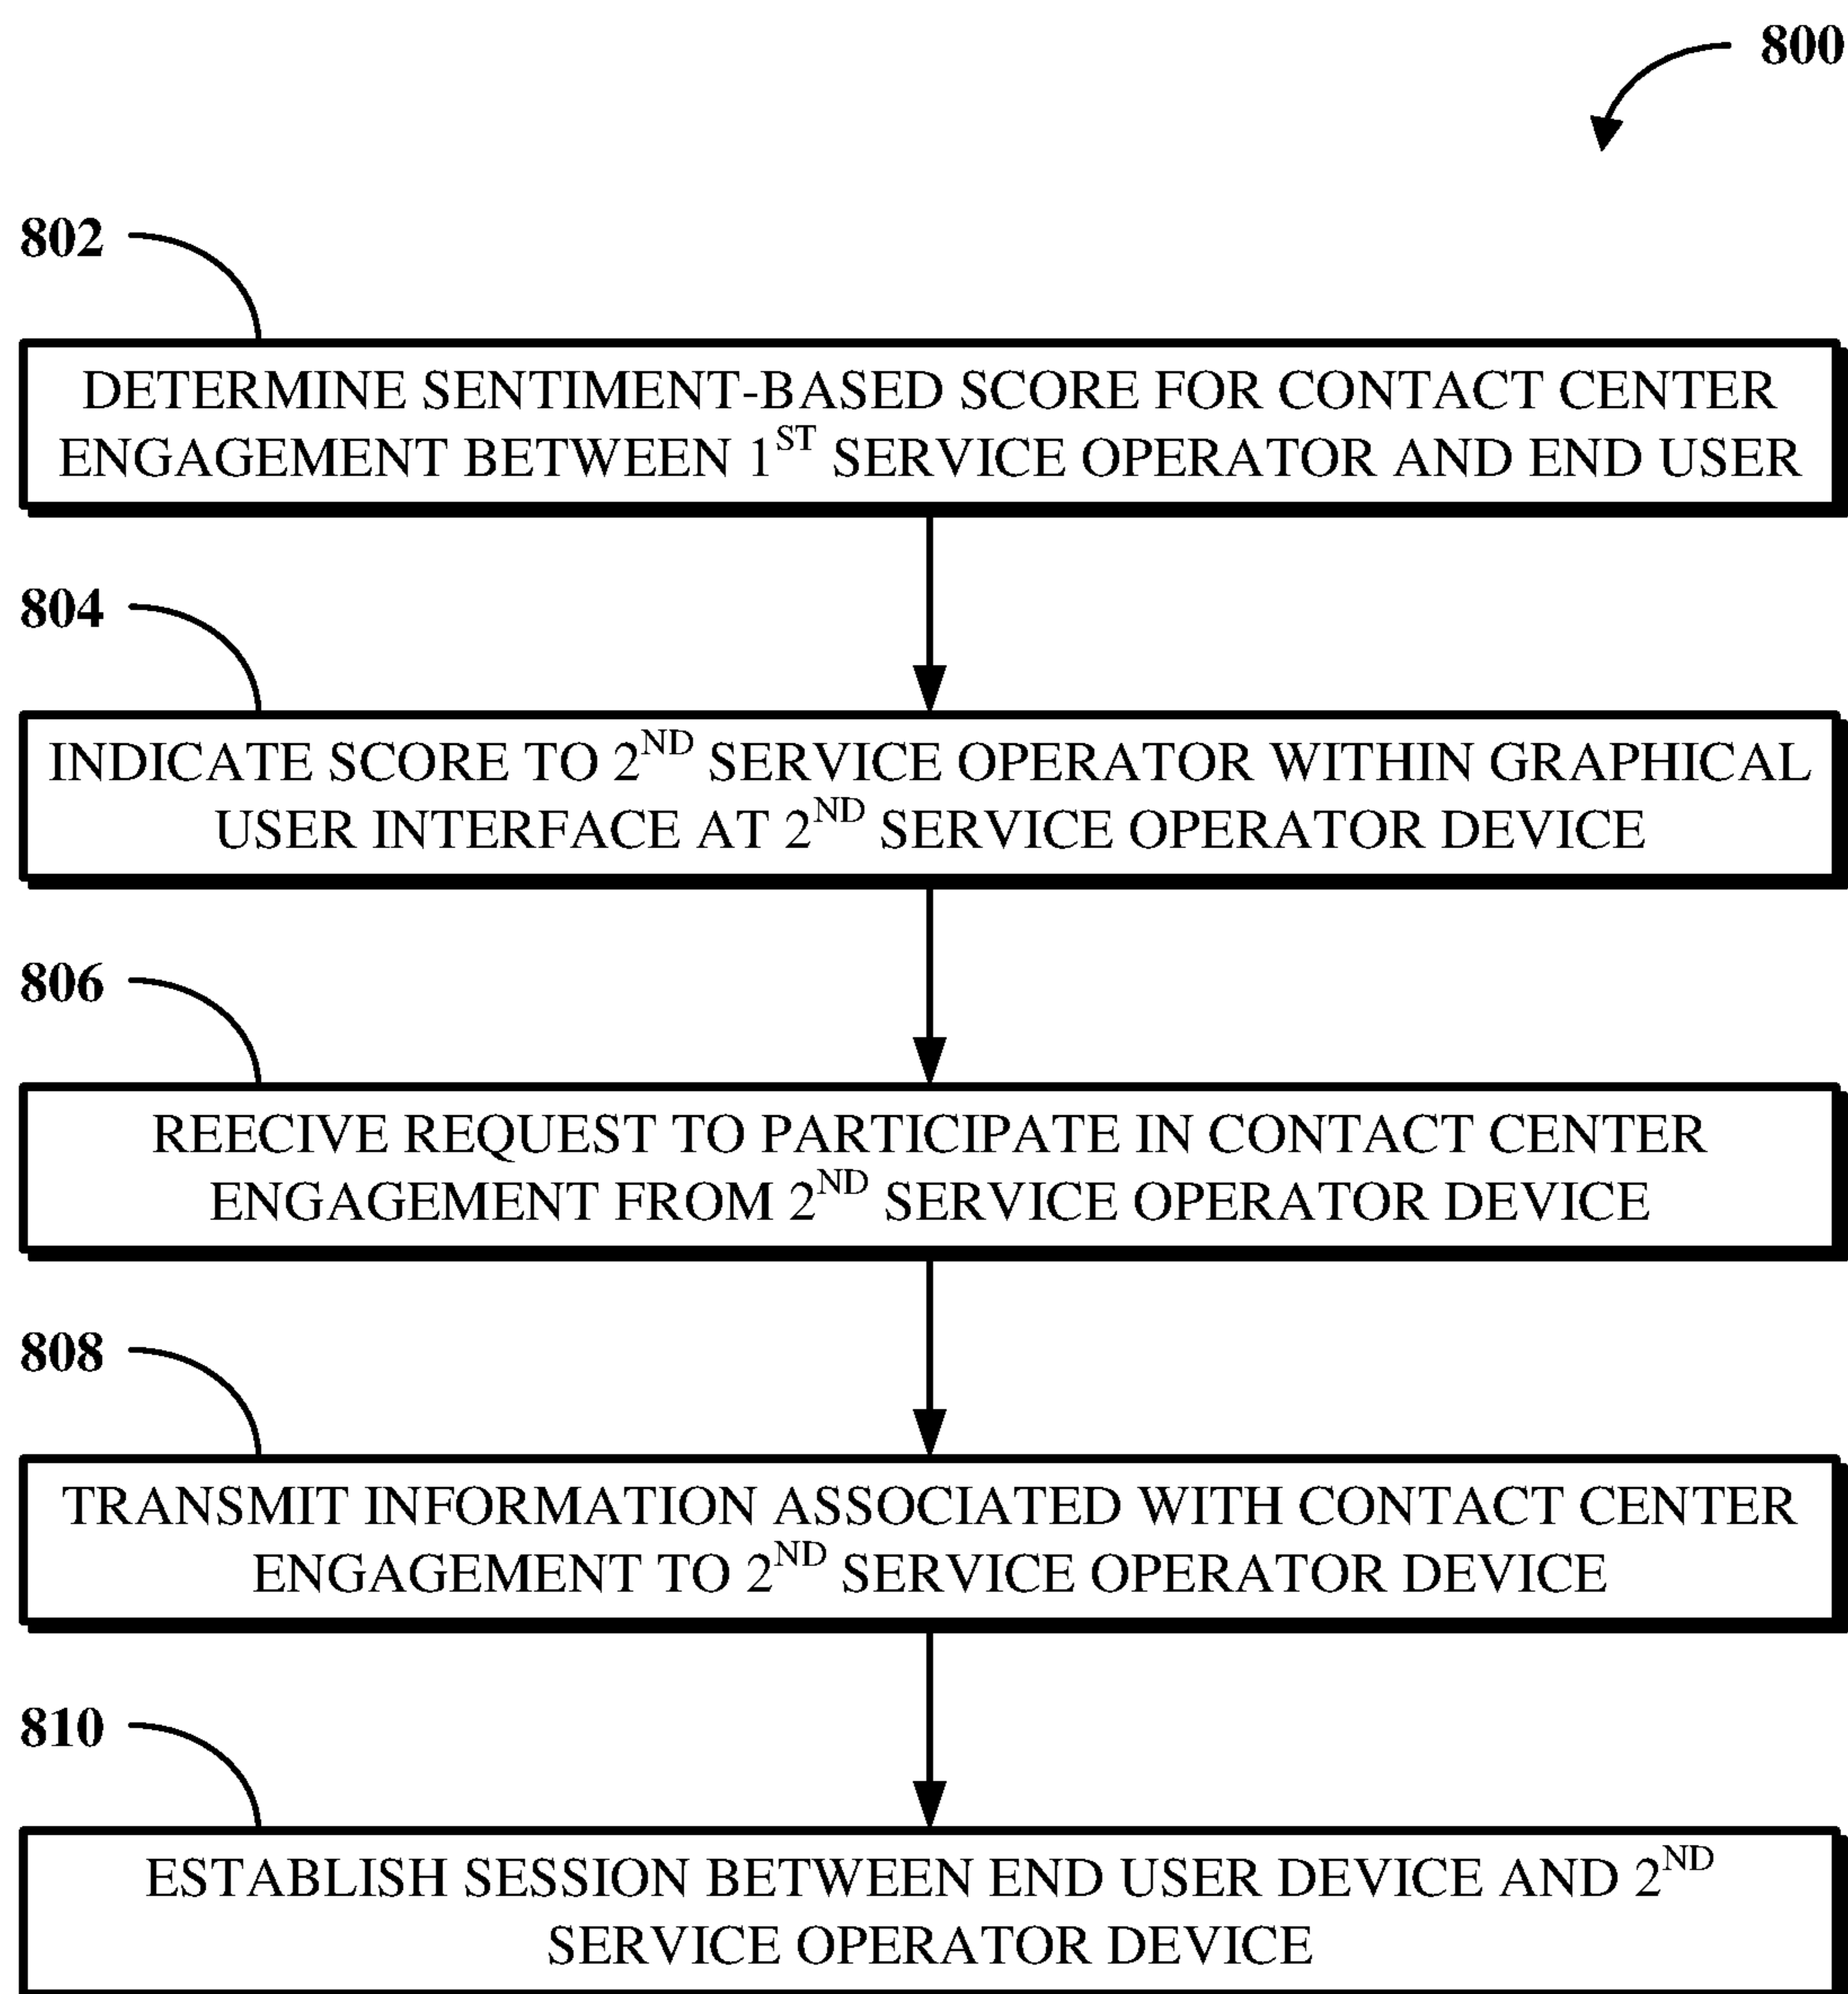 800
802
DETERMINE SENTIMENT-BASED SCORE FOR CONTACT CENTER
ENGAGEMENT BETWEEN 1ST SERVICE OPERATOR AND END USER
804
INDICATE SCORE TO 2ND SERVICE OPERATOR WITHIN GRAPHICAL
USER INTERFACE AT 2ND SERVICE OPERATOR DEVICE
806
REECIVE REQUEST TO PARTICIPATE IN CONTACT CENTER
ENGAGEMENT FROM 2ND SERVICE OPERATOR DEVICE
808
TRANSMIT INFORMATION ASSOCIATED WITH CONTACT CENTER
ENGAGEMENT TO 2ND SERVICE OPERATOR DEVICE
810
ESTABLISH SESSION BETWEEN END USER DEVICE AND 2ND
SERVICE OPERATOR DEVICE